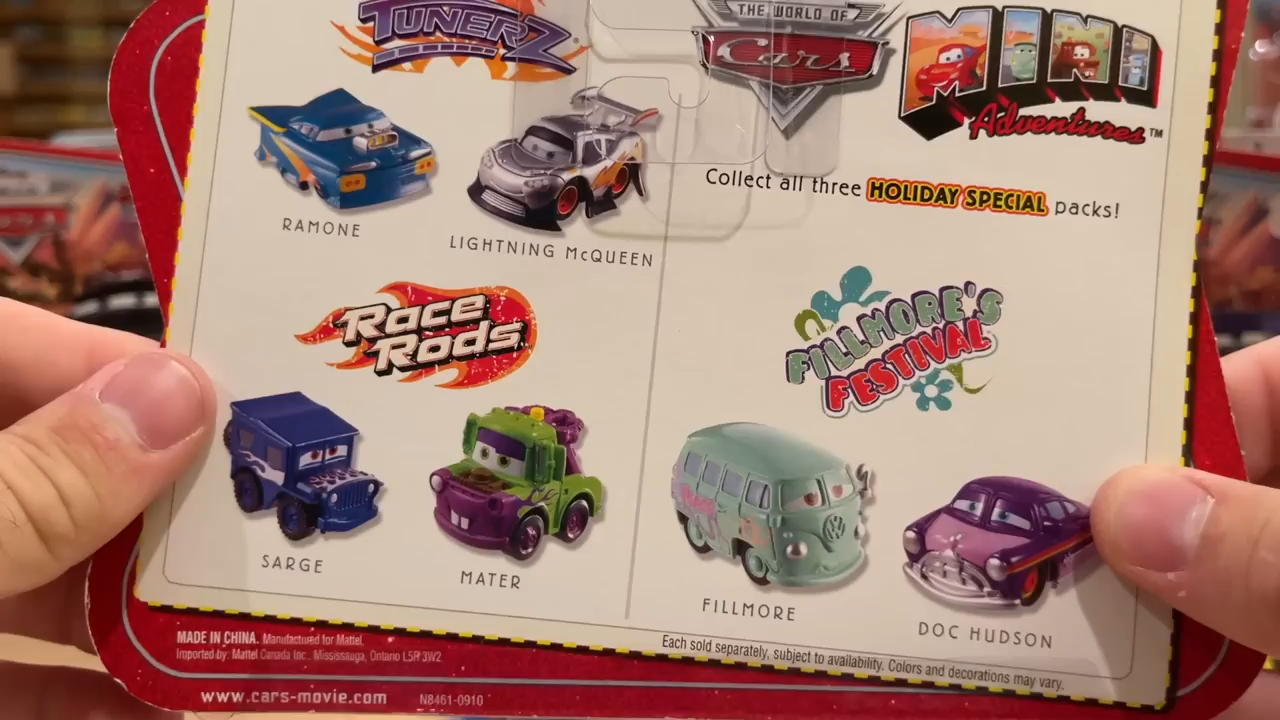 TUNERZ
THE WORLD OF
Cars
MINI
Adventures™
RAMONE
LIGHTNING McQUEEN
Collect all three HOLIDAY SPECIAL packs!
Race
Rods
FILLMORE'S
FESTIVAL
SARGE
MATER
FILLMORE
DOC HUDSON
MADE IN CHINA. Manufactured for Mattel.
Imported by: Mattel Canada Inc., Mississauga, Ontario L5R 3W2
Each sold separately, subject to availability. Colors and decorations may vary.
www.cars-movie.com N8461-0910